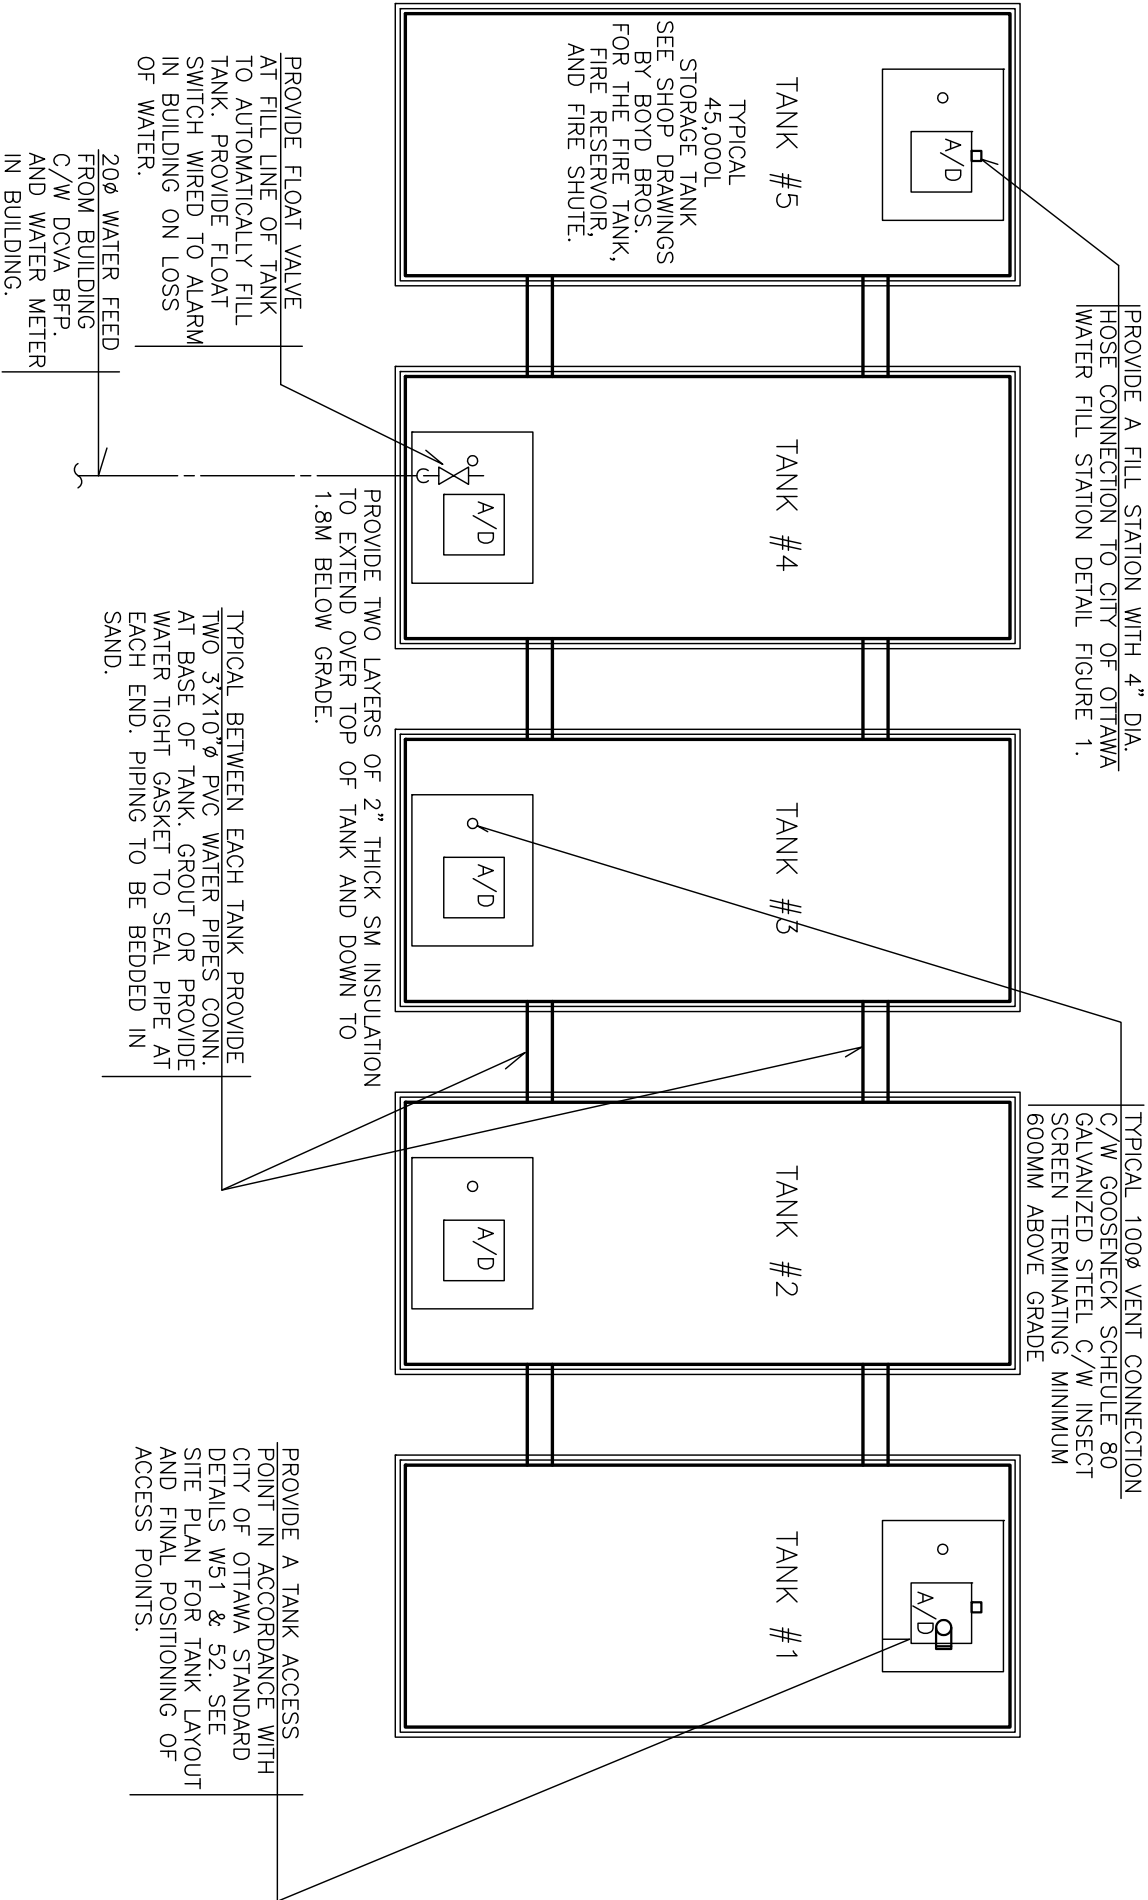 PROVIDE A FILL STATION WITH 4" DIA.
HOSE CONNECTION TO CITY OF OTTAWA
WATER FILL STATION DETAIL FIGURE 1.
TYPICAL 100Ø VENT CONNECTION
C/W GOOSENECK SCHEULE 80
GALVANIZED STEEL C/W INSECT
SCREEN TERMINATING MINIMUM
600MM ABOVE GRADE
A/D
TANK #5
TYPICAL
45,000L
STORAGE TANK
SEE SHOP DRAWINGS
BY BOYD BROS.
FOR THE FIRE TANK,
FIRE RESERVOIR,
AND FIRE SHUTE.
TANK #4
A/D
TANK #3
A/D
TANK #2
A/D
A/D
TANK #1
PROVIDE TWO LAYERS OF 2" THICK SM INSULATION
TO EXTEND OVER TOP OF TANK AND DOWN TO
1.8M BELOW GRADE.
PROVIDE FLOAT VALVE
AT FILL LINE OF TANK
TO AUTOMATICALLY FILL
TANK. PROVIDE FLOAT
SWITCH WIRED TO ALARM
IN BUILDING ON LOSS
OF WATER.
20Ø WATER FEED
FROM BUILDING
C/W DCVA BFP.
AND WATER METER
IN BUILDING.
TYPICAL BETWEEN EACH TANK PROVIDE
TWO 3'X10"Ø PVC WATER PIPES CONN.
AT BASE OF TANK. GROUT OR PROVIDE
WATER TIGHT GASKET TO SEAL PIPE AT
EACH END. PIPING TO BE BEDDED IN
SAND.
PROVIDE A TANK ACCESS
POINT IN ACCORDANCE WITH
CITY OF OTTAWA STANDARD
DETAILS W51 & 52. SEE
SITE PLAN FOR TANK LAYOUT
AND FINAL POSITIONING OF
ACCESS POINTS.